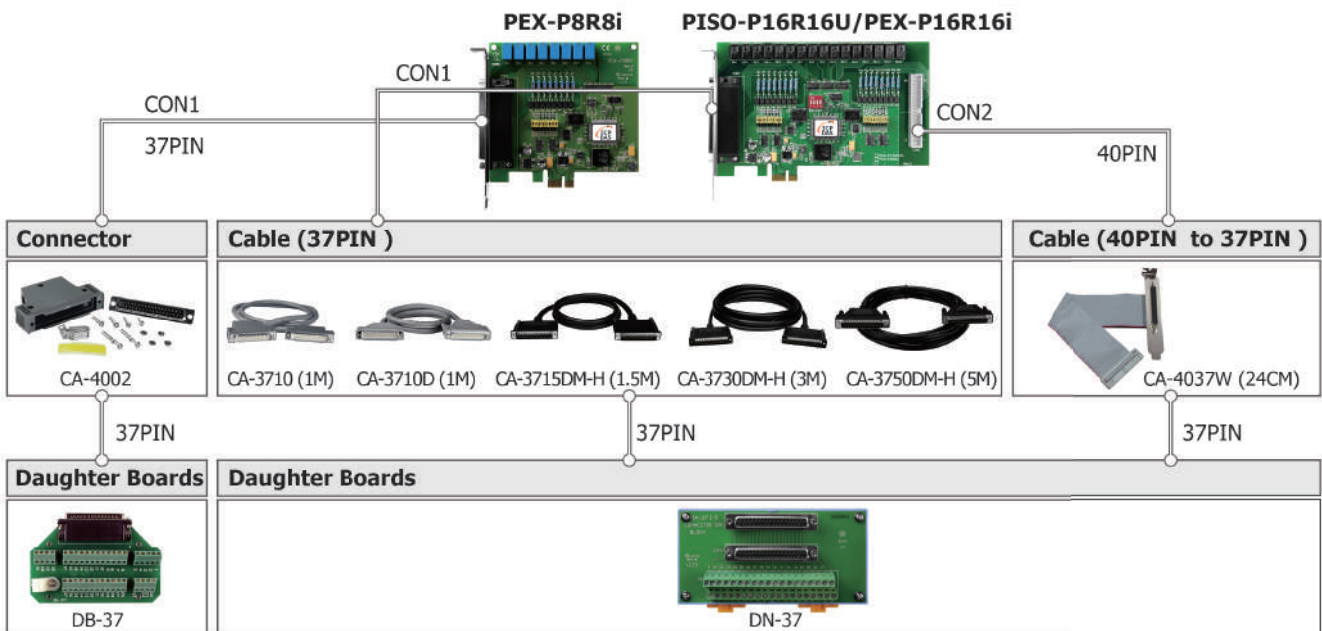 PEX-P8R8i
PISO-P16R16U/PEX-P16R16i
CON1
CON1
37PIN
CON2
40PIN
Connector
Cable (37PIN )
Cable (40PIN to 37PIN )
CA-4002
CA-3710 (1M)
CA-3710D (1M)
CA-3715DM-H (1.5M)
CA-3730DM-H (3M)
CA-3750DM-H (5M)
CA-4037W (24CM)
37PIN
37PIN
37PIN
Daughter Boards
Daughter Boards
DB-37
DN-37